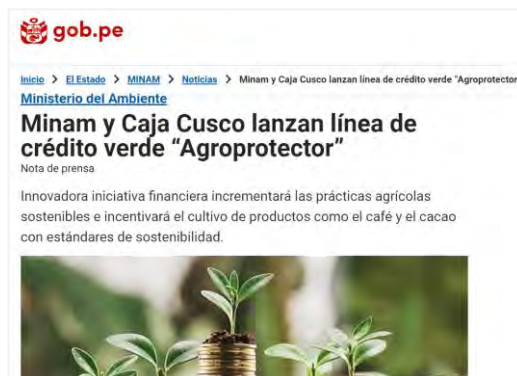 gob.pe
Inicio > El Estado > MINAM > Noticias > Minam y Caja Cusco lanzan línea de crédito verde "Agroprotector
Ministerio del Ambiente
Minam y Caja Cusco lanzan línea de
crédito verde “Agroprotector”
Nota de prensa
Innovadora iniciativa financiera incrementará las prácticas agrícolas
sostenibles e incentivará el cultivo de productos como el café y el cacao
con estándares de sostenibilidad.